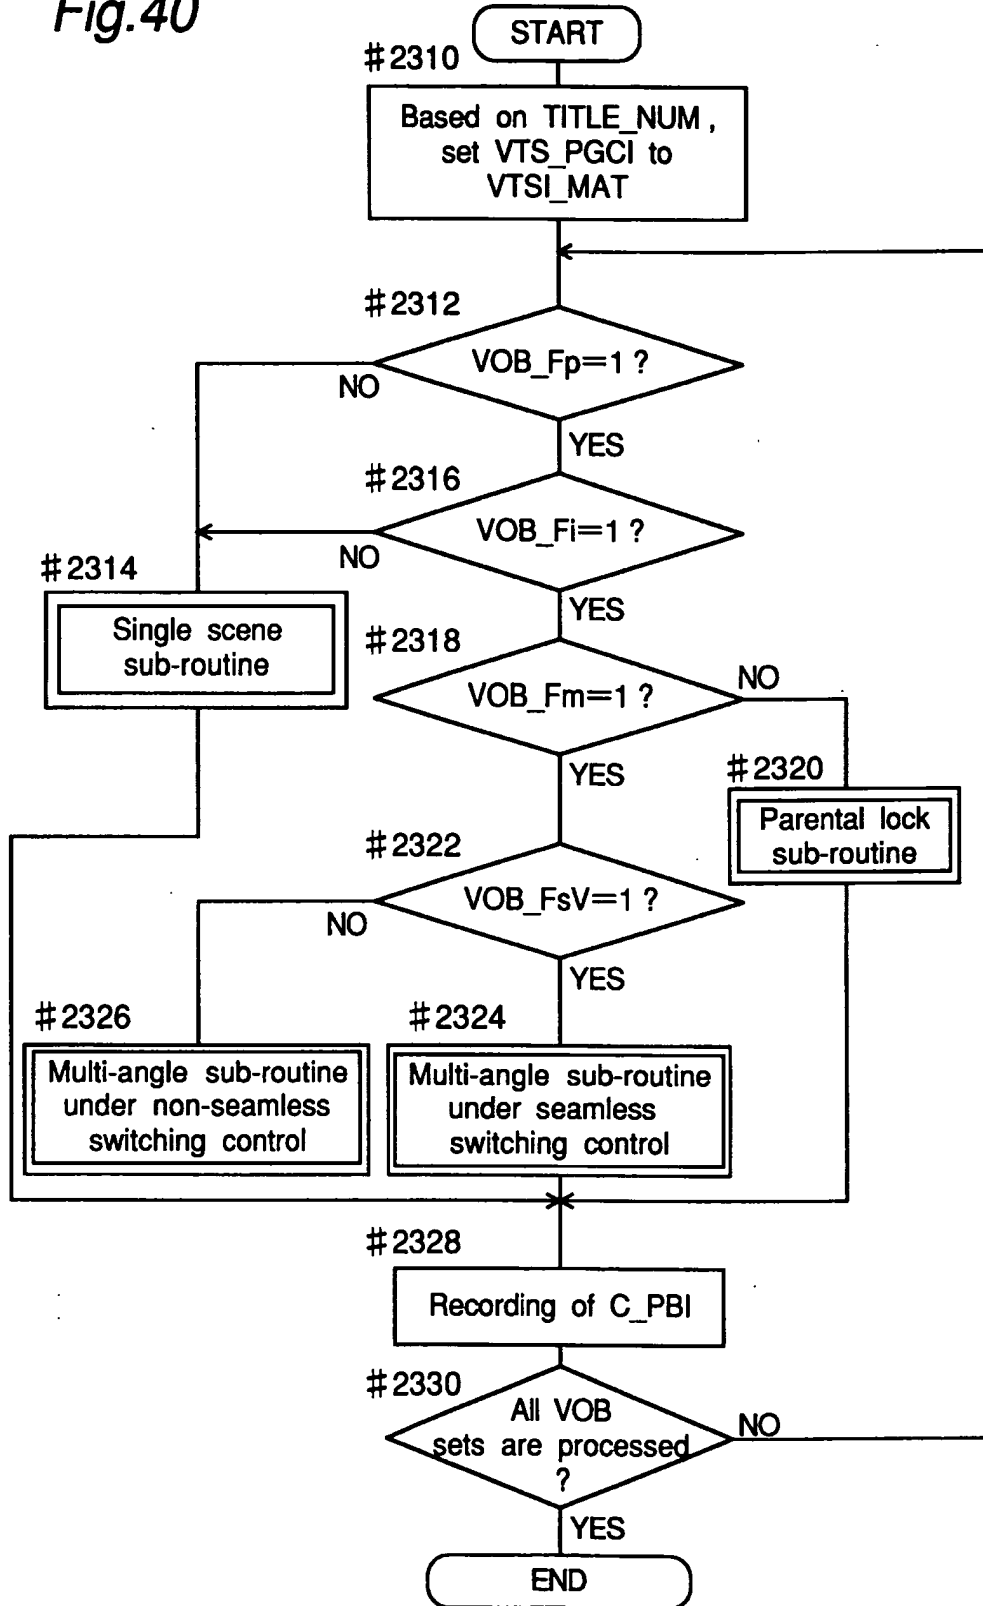 Fig.40
START
#2310
Based on TITLE_NUM,
set VTS_PGCI to
VTSI_MAT
#2312
VOB_Fp=1 ?
NO
YES
#2316
VOB_Fi=1 ?
NO
YES
#2314
Single scene
sub-routine
#2318
VOB_Fm=1 ?
NO
YES
#2320
Parental lock
sub-routine
#2322
VOB_FsV=1 ?
NO
YES
#2326
Multi-angle sub-routine
under non-seamless
switching control
#2324
Multi-angle sub-routine
under seamless
switching control
#2328
Recording of C_PBI
#2330
All VOB
sets are processed
?
NO
YES
END